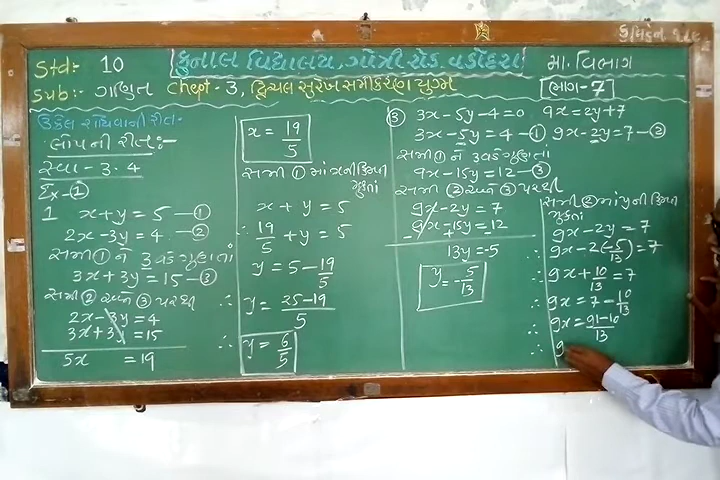 Std:- 10
કુનાલ વિદ્યાલય, ગોત્રી રોડ, વડોદરા
મા. વિભાગ
Sub:- ગણિત Chept-3, દ્વિચલ સુરેખ સમીકરણ યુગ્મ
ભાગ-7
ઉકેલ શોધવાની રીત-
લોપની રીત:-
સ્વા-3.4
Ex-①
1 x+y=5 —①
2x-3y=4 —②
સમી ① ને 3 વડે ગુણતાં
3x+3y=15 —③
સમી ② અને ③ પરથી
2x-3y=4
3x+3y=15
5x =19
x = 19/5
સમી ① માં xની કિંમત
મૂકતાં
x+y=5
∴ 19/5 + y = 5
y = 5 - 19/5
∴ y = 25-19/5
∴ y = 6/5
③ 3x-5y-4=0 9x=2y+7
3x-5y=4 —① 9x-2y=7 —②
સમી ① ને 3 વડે ગુણતાં
9x-15y=12 —③
સમી ② અને ③ પરથી
9x-2y=7
9x-15y=12
- + -
13y=-5
y = -5/13
સમી ② માં yની કિંમત
મૂકતાં
9x-2y=7
9x-2(-5/13)=7
∴ 9x+10/13=7
∴ 9x=7-10/13
∴ 9x=91-10/13
∴ 9